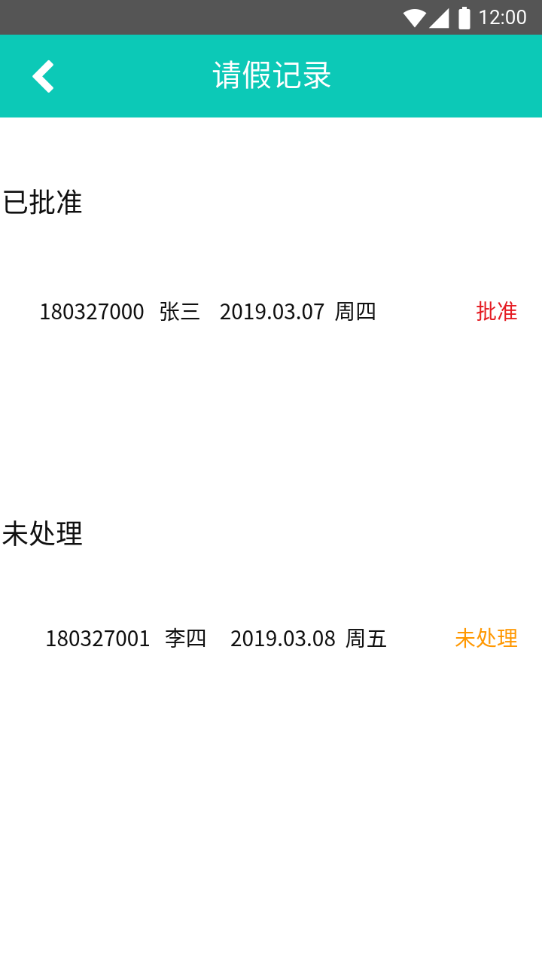 12:00
请假记录
已批准
180327000 张三 2019.03.07 周四 批准
未处理
180327001 李四 2019.03.08 周五 未处理